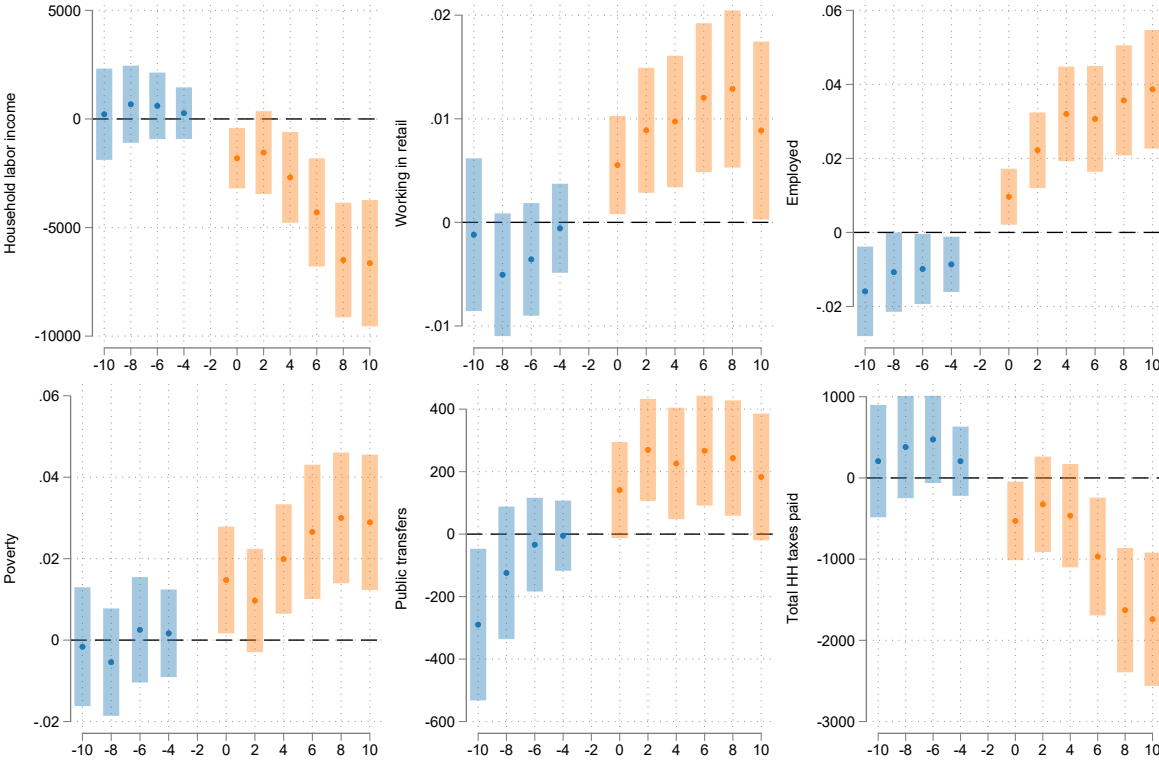 Household labor income
5000
0
-5000
-10000
-10 -8 -6 -4 -2 0 2 4 6 8 10
Working in retail
.02
.01
0
-.01
-10 -8 -6 -4 -2 0 2 4 6 8 10
Employed
.06
.04
.02
0
-.02
-10 -8 -6 -4 -2 0 2 4 6 8 10
Poverty
.06
.04
.02
0
-.02
-10 -8 -6 -4 -2 0 2 4 6 8 10
Public transfers
400
200
0
-200
-400
-600
-10 -8 -6 -4 -2 0 2 4 6 8 10
Total HH taxes paid
1000
0
-1000
-2000
-3000
-10 -8 -6 -4 -2 0 2 4 6 8 10